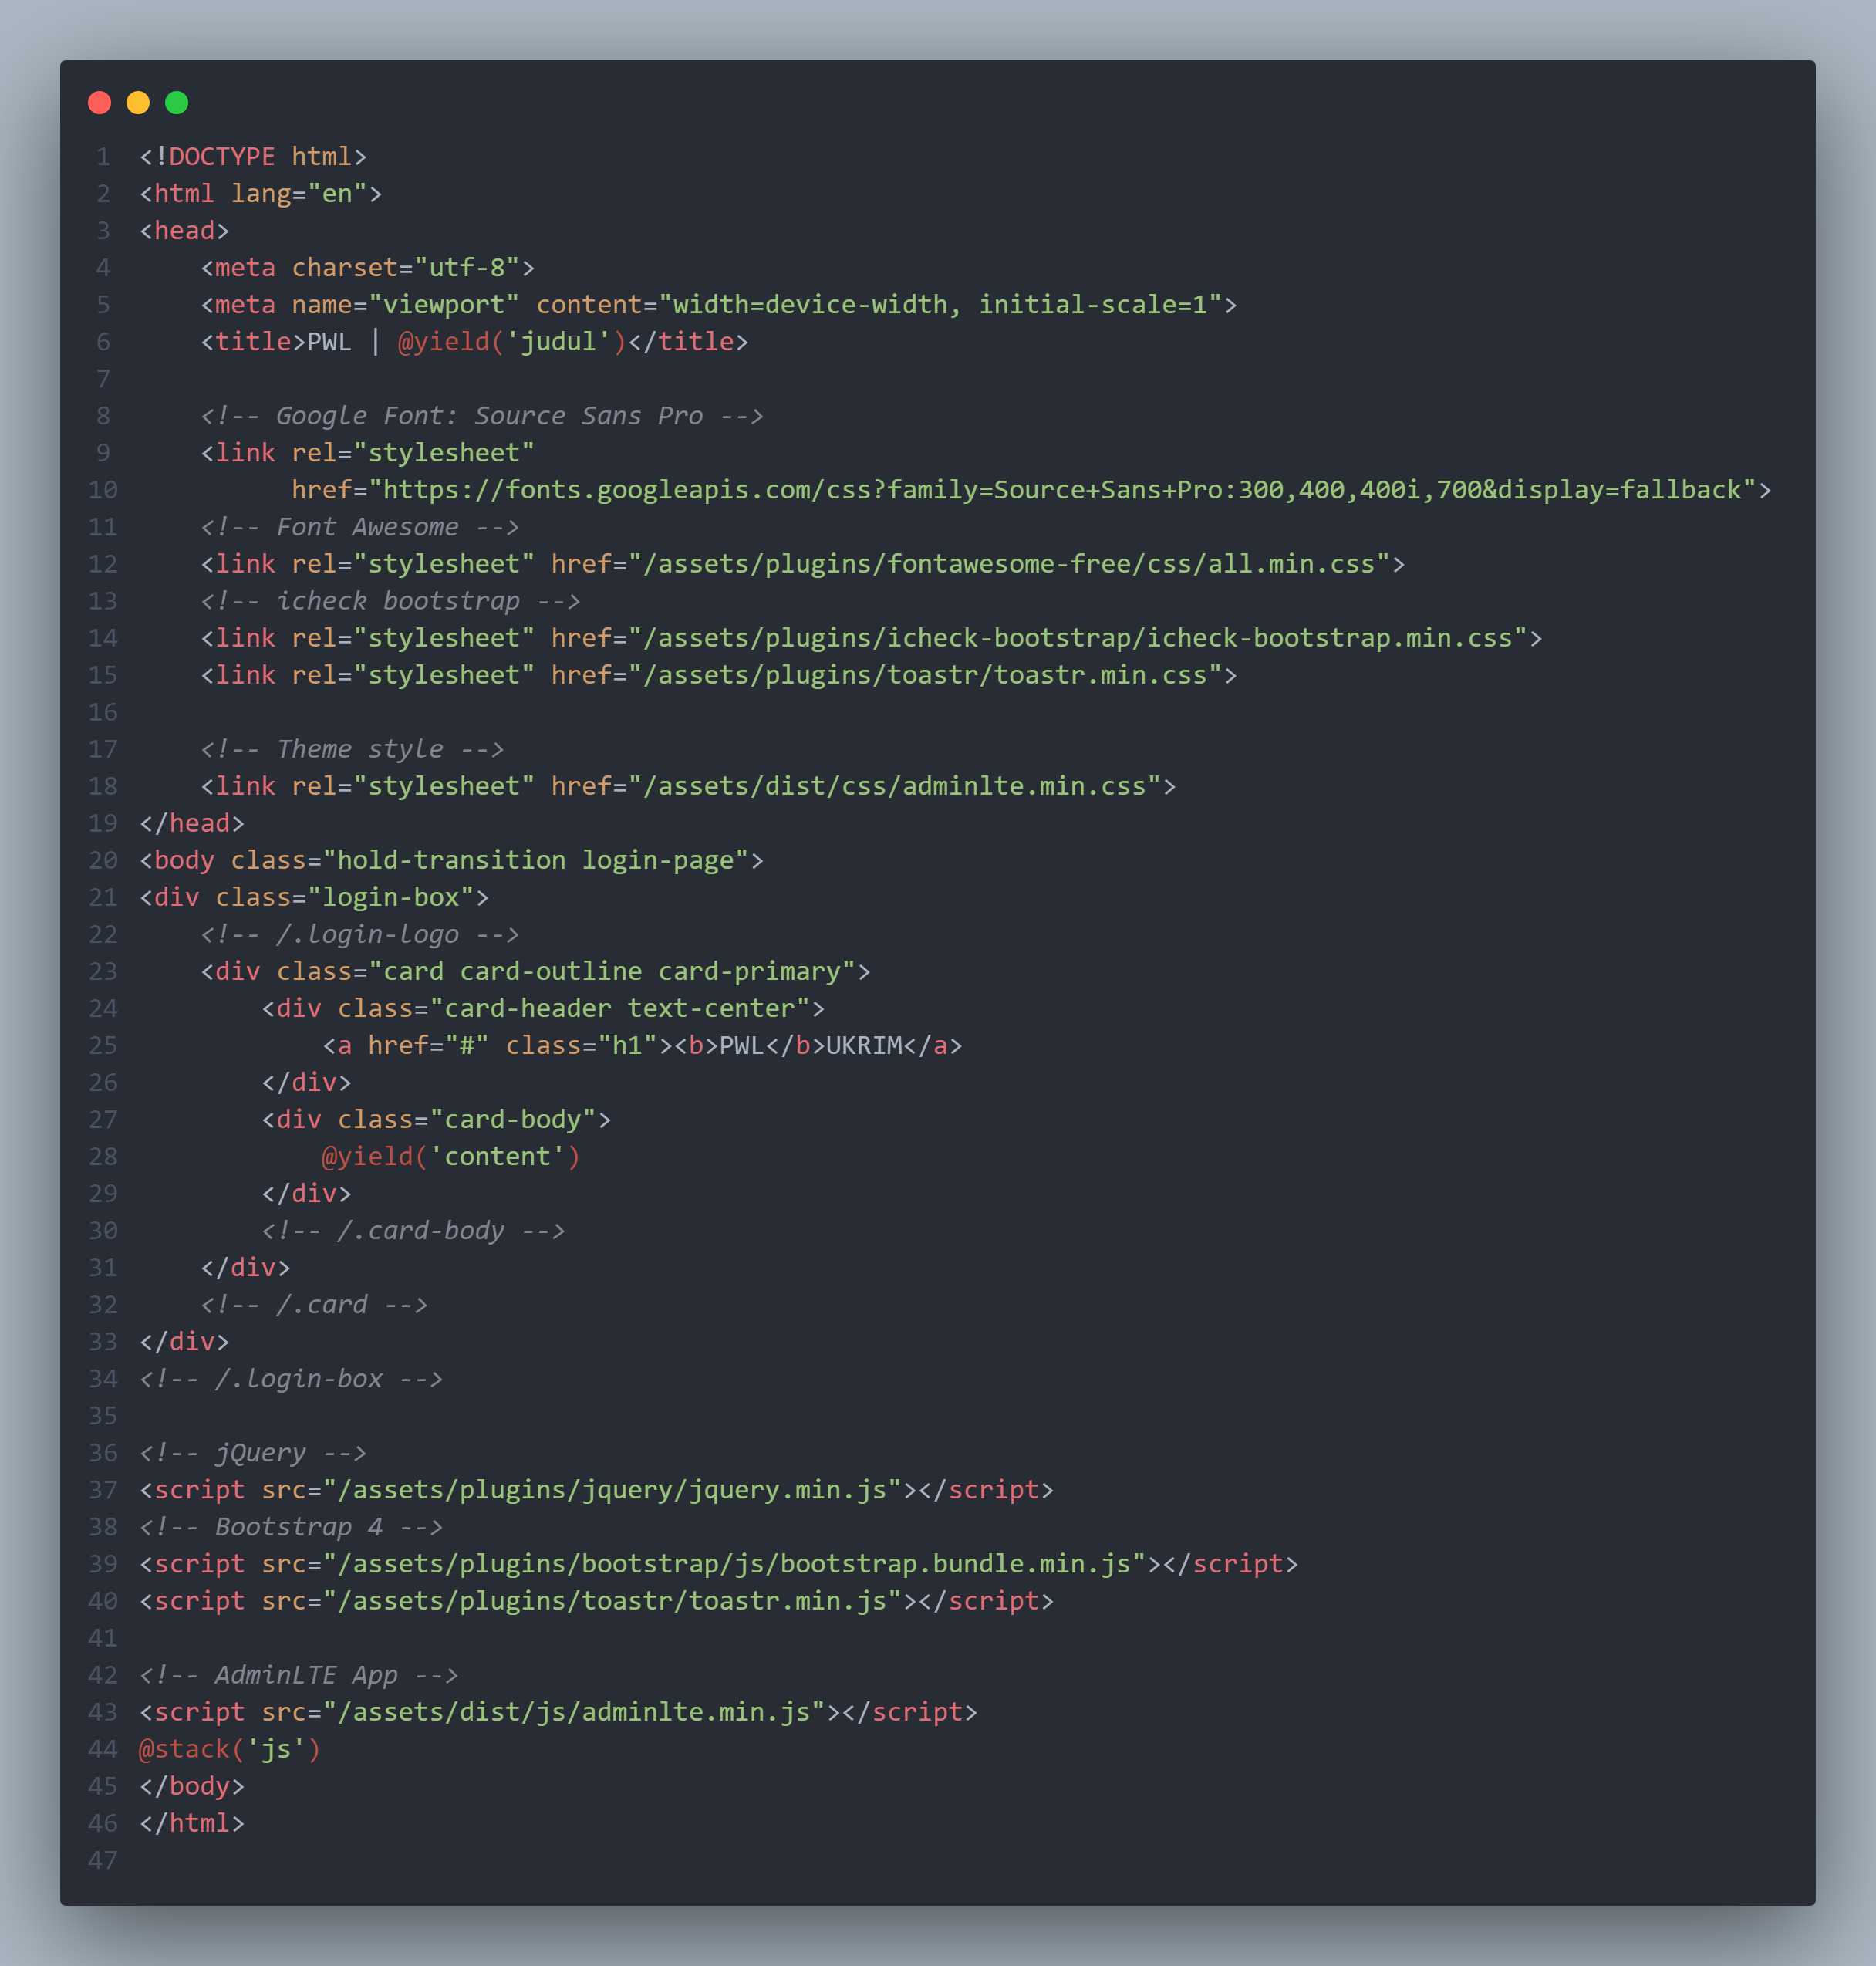 1 <!DOCTYPE html>
2 <html lang="en">
3 <head>
4     <meta charset="utf-8">
5     <meta name="viewport" content="width=device-width, initial-scale=1">
6     <title>PWL | @yield('judul')</title>
7
8     <!-- Google Font: Source Sans Pro -->
9     <link rel="stylesheet"
10           href="https://fonts.googleapis.com/css?family=Source+Sans+Pro:300,400,400i,700&display=fallback">
11     <!-- Font Awesome -->
12     <link rel="stylesheet" href="/assets/plugins/fontawesome-free/css/all.min.css">
13     <!-- icheck bootstrap -->
14     <link rel="stylesheet" href="/assets/plugins/icheck-bootstrap/icheck-bootstrap.min.css">
15     <link rel="stylesheet" href="/assets/plugins/toastr/toastr.min.css">
16
17     <!-- Theme style -->
18     <link rel="stylesheet" href="/assets/dist/css/adminlte.min.css">
19 </head>
20 <body class="hold-transition login-page">
21 <div class="login-box">
22     <!-- /.login-logo -->
23     <div class="card card-outline card-primary">
24         <div class="card-header text-center">
25             <a href="#" class="h1"><b>PWL</b>UKRIM</a>
26         </div>
27         <div class="card-body">
28             @yield('content')
29         </div>
30         <!-- /.card-body -->
31     </div>
32     <!-- /.card -->
33 </div>
34 <!-- /.login-box -->
35
36 <!-- jQuery -->
37 <script src="/assets/plugins/jquery/jquery.min.js"></script>
38 <!-- Bootstrap 4 -->
39 <script src="/assets/plugins/bootstrap/js/bootstrap.bundle.min.js"></script>
40 <script src="/assets/plugins/toastr/toastr.min.js"></script>
41
42 <!-- AdminLTE App -->
43 <script src="/assets/dist/js/adminlte.min.js"></script>
44 @stack('js')
45 </body>
46 </html>
47